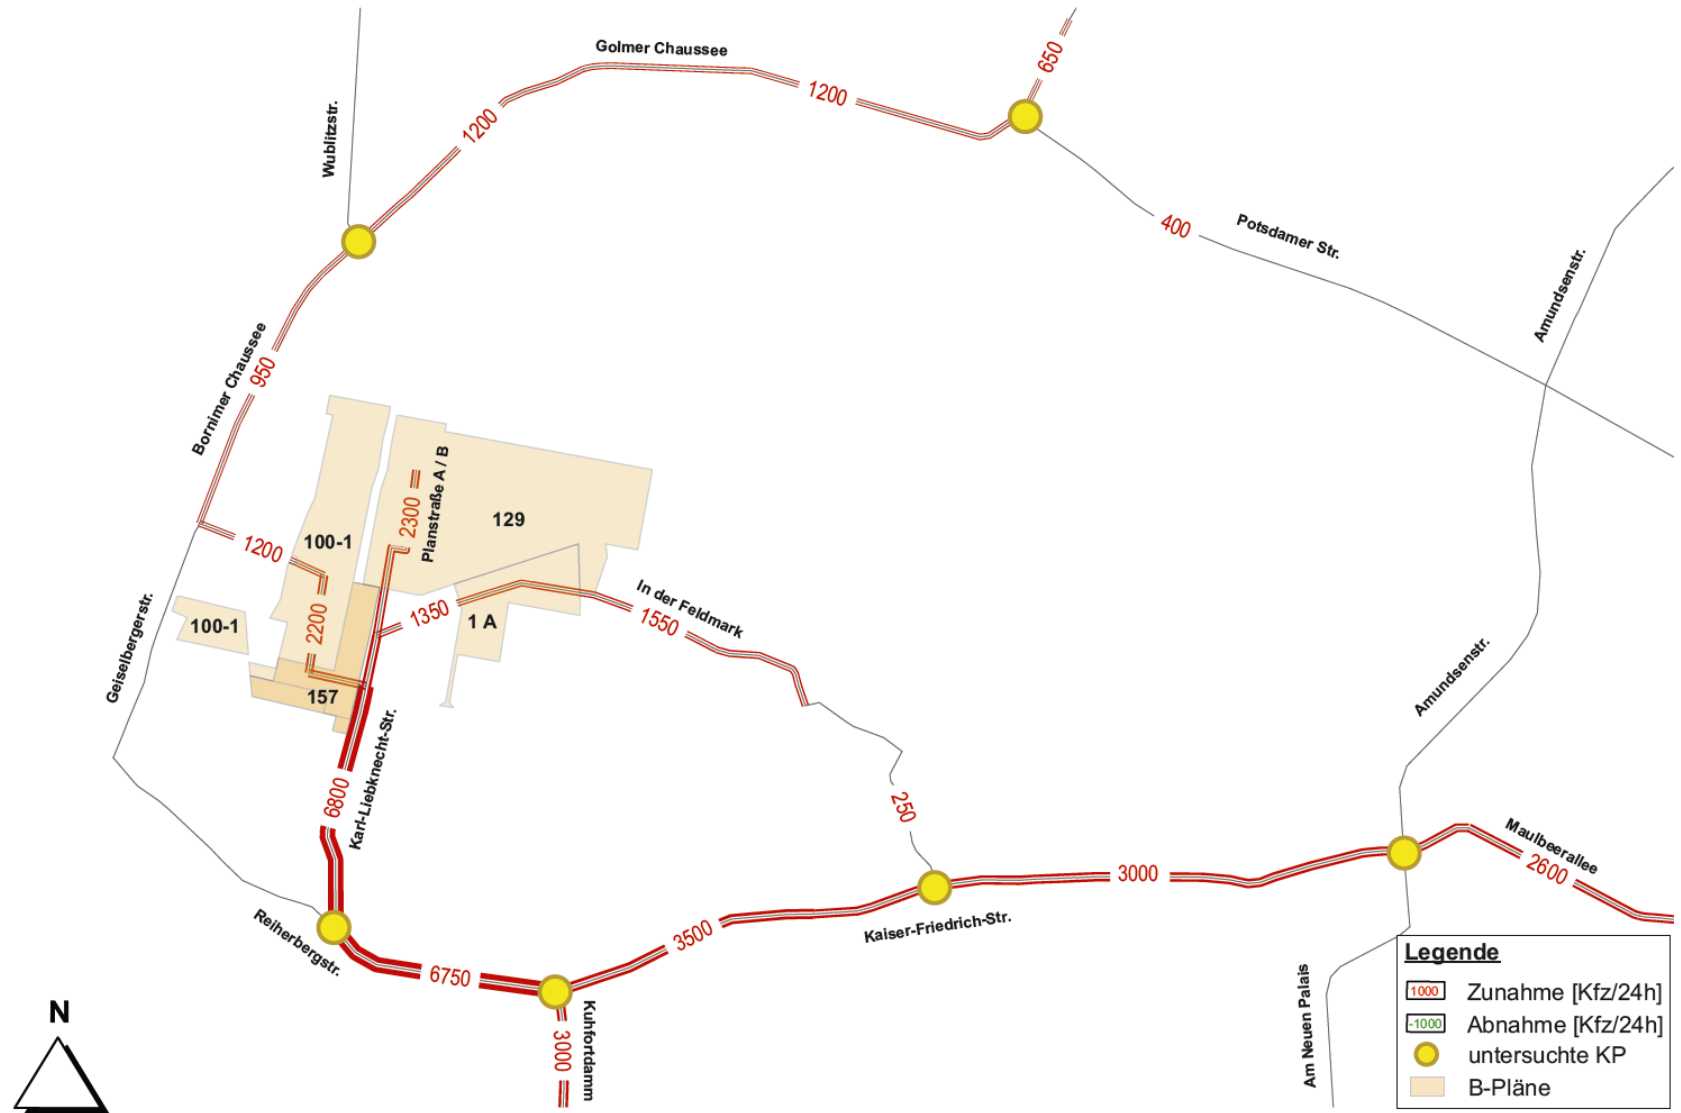 Golmer Chaussee
650
1200
1200
Wublitzstr.
400
Potsdamer Str.
Amundsenstr.
Bornimer Chaussee
950
2300
Planstraße A / B
129
100-1
1200
In der Feldmark
1350
1550
1 A
2200
100-1
Geiselbergerstr.
157
Amundsenstr.
Karl-Liebknecht-Str.
6800
250
Maulbeerallee
2600
3000
Kaiser-Friedrich-Str.
3500
Reiherbergstr.
6750
Kuhfortdamm
3000
Am Neuen Palais
N
Legende
1000 Zunahme [Kfz/24h]
-1000 Abnahme [Kfz/24h]
untersuchte KP
B-Pläne